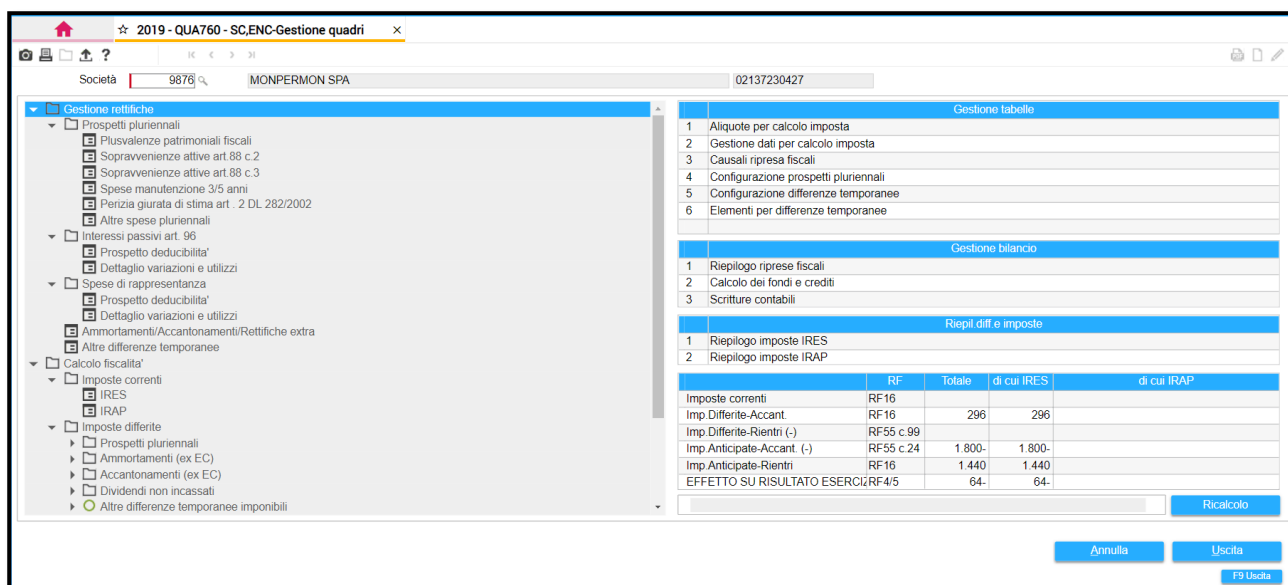 ☆ 2019 - QUA760 - SC,ENC-Gestione quadri ×
?
Società 9876 MONPERMON SPA 02137230427
Gestione rettifiche
Prospetti pluriennali
Plusvalenze patrimoniali fiscali
Sopravvenienze attive art.88 c.2
Sopravvenienze attive art.88 c.3
Spese manutenzione 3/5 anni
Perizia giurata di stima art . 2 DL 282/2002
Altre spese pluriennali
Interessi passivi art. 96
Prospetto deducibilita'
Dettaglio variazioni e utilizzi
Spese di rappresentanza
Prospetto deducibilita'
Dettaglio variazioni e utilizzi
Ammortamenti/Accantonamenti/Rettifiche extra
Altre differenze temporanee
Calcolo fiscalita'
Imposte correnti
IRES
IRAP
Imposte differite
Prospetti pluriennali
Ammortamenti (ex EC)
Accantonamenti (ex EC)
Dividendi non incassati
Altre differenze temporanee imponibili
Gestione tabelle
1 Aliquote per calcolo imposta
2 Gestione dati per calcolo imposta
3 Causali ripresa fiscali
4 Configurazione prospetti pluriennali
5 Configurazione differenze temporanee
6 Elementi per differenze temporanee
Gestione bilancio
1 Riepilogo riprese fiscali
2 Calcolo dei fondi e crediti
3 Scritture contabili
Riepil.diff.e imposte
1 Riepilogo imposte IRES
2 Riepilogo imposte IRAP
RF Totale di cui IRES di cui IRAP
Imposte correnti RF16
Imp.Differite-Accant. RF16 296 296
Imp.Differite-Rientri (-) RF55 c.99
Imp.Anticipate-Accant. (-) RF55 c.24 1.800- 1.800-
Imp.Anticipate-Rientri RF16 1.440 1.440
EFFETTO SU RISULTATO ESERCIZ RF4/5 64- 64-
Ricalcolo
Annulla Uscita
F9 Uscita